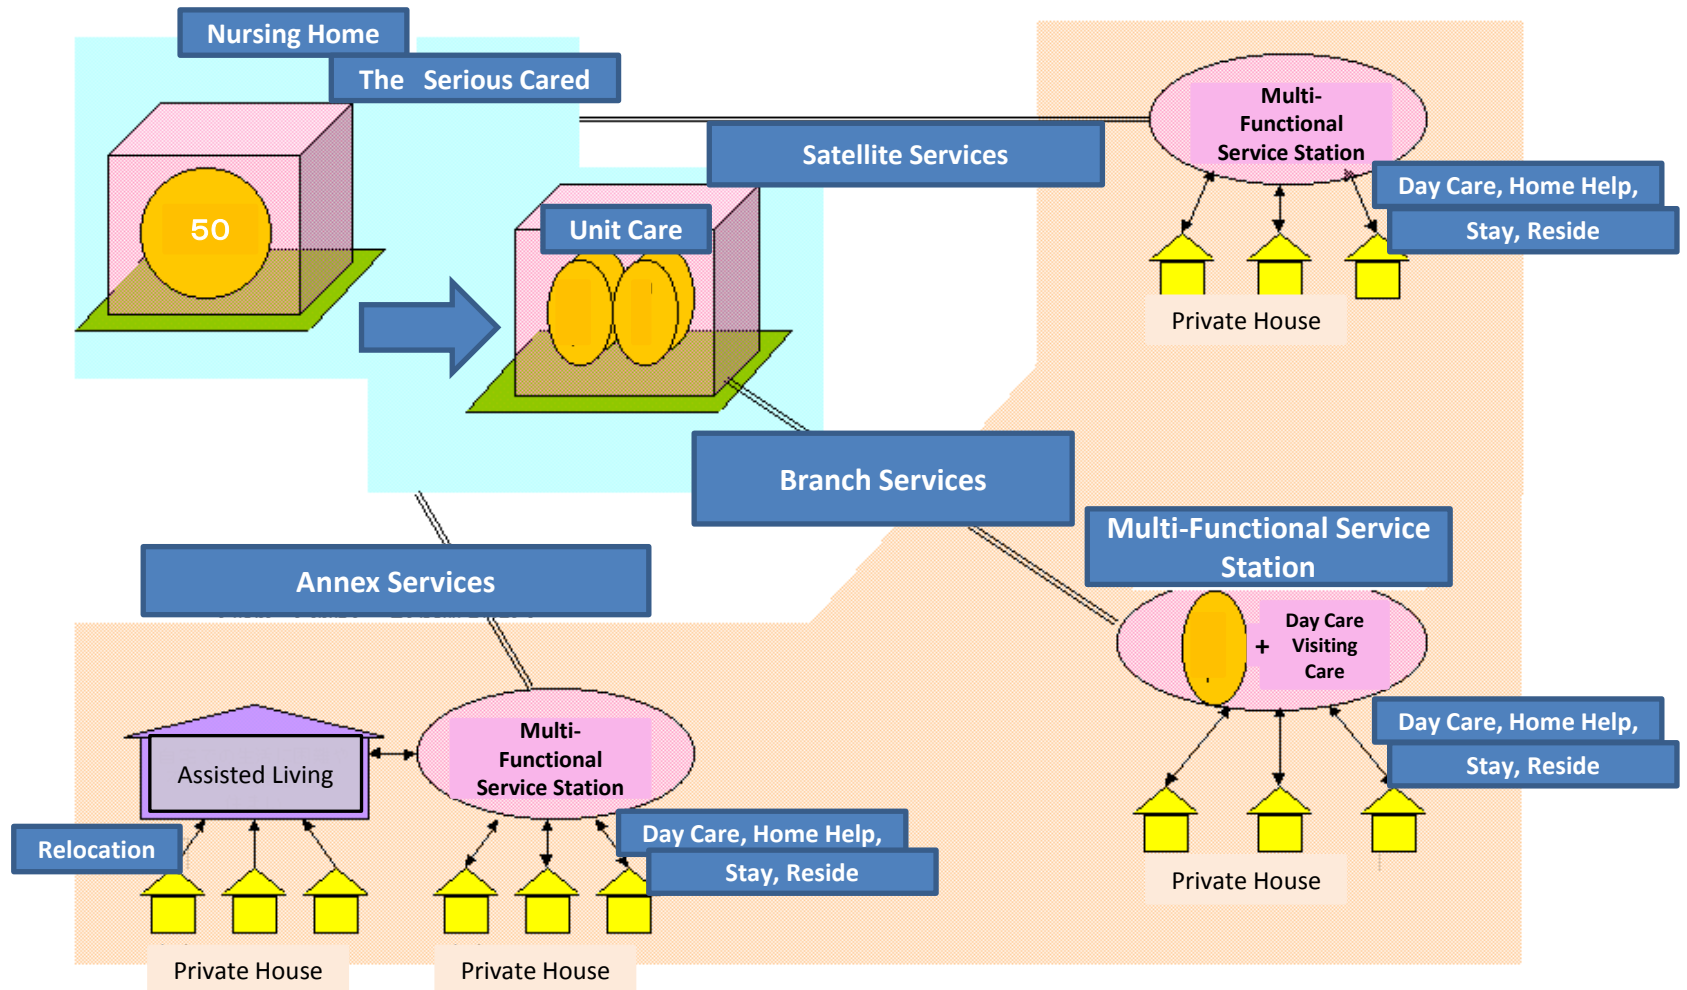 Nursing Home
The Serious Cared
50
Unit Care
Satellite Services
Multi-
Functional
Service Station
Day Care, Home Help,
Stay, Reside
Private House
Branch Services
Annex Services
Multi-Functional Service
Station
+
Day Care
Visiting
Care
Day Care, Home Help,
Stay, Reside
Private House
Assisted Living
Multi-
Functional
Service Station
Relocation
Day Care, Home Help,
Stay, Reside
Private House
Private House